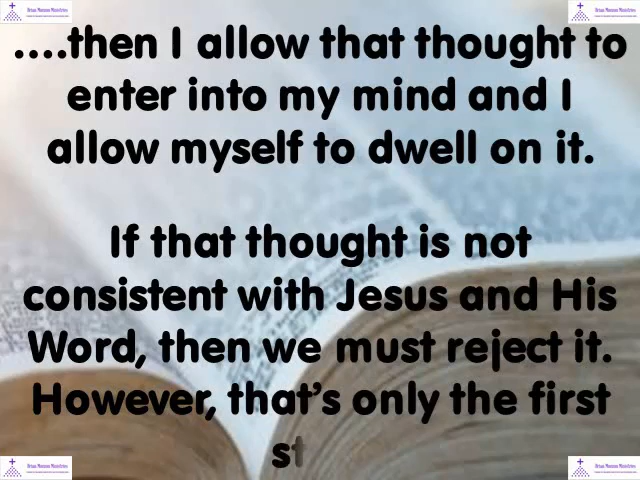 ....then I allow that thought to
enter into my mind and I
allow myself to dwell on it.
If that thought is not
consistent with Jesus and His
Word, then we must reject it.
However, that's only the first
st